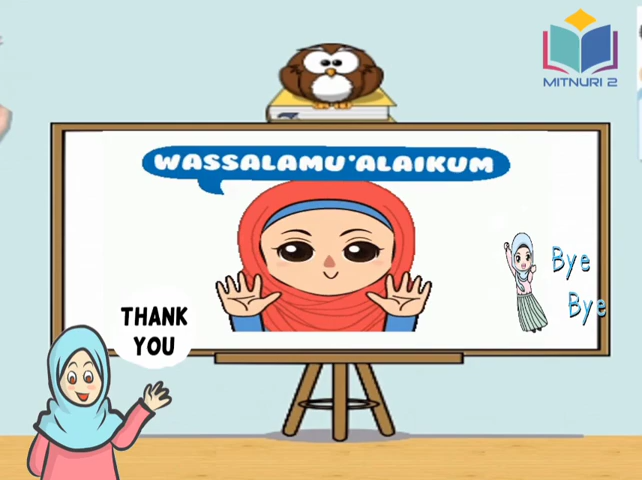 MITNURI 2
WASSALAMU'ALAIKUM
Bye
Bye
THANK
YOU